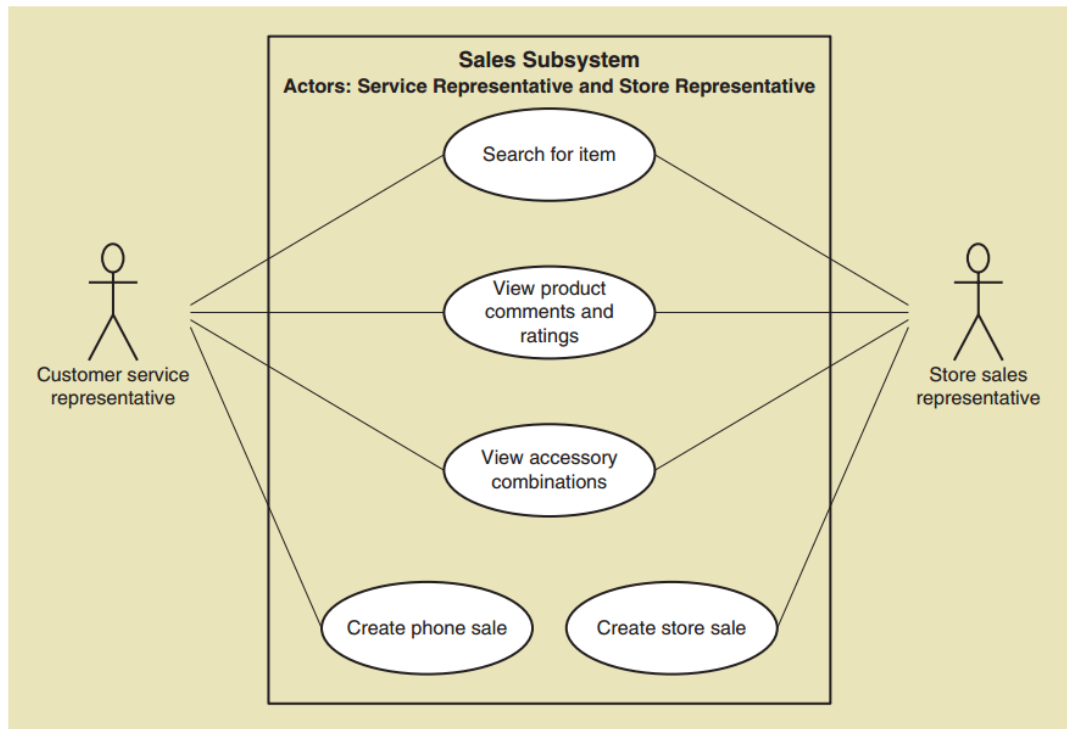 Sales Subsystem
Actors: Service Representative and Store Representative
Search for item
View product
comments and
ratings
Customer service
representative
Store sales
representative
View accessory
combinations
Create phone sale
Create store sale